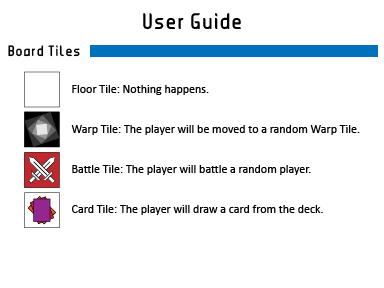 User Guide
Board Tiles
Floor Tile: Nothing happens.
Warp Tile: The player will be moved to a random Warp Tile.
Battle Tile: The player will battle a random player.
Card Tile: The player will draw a card from the deck.